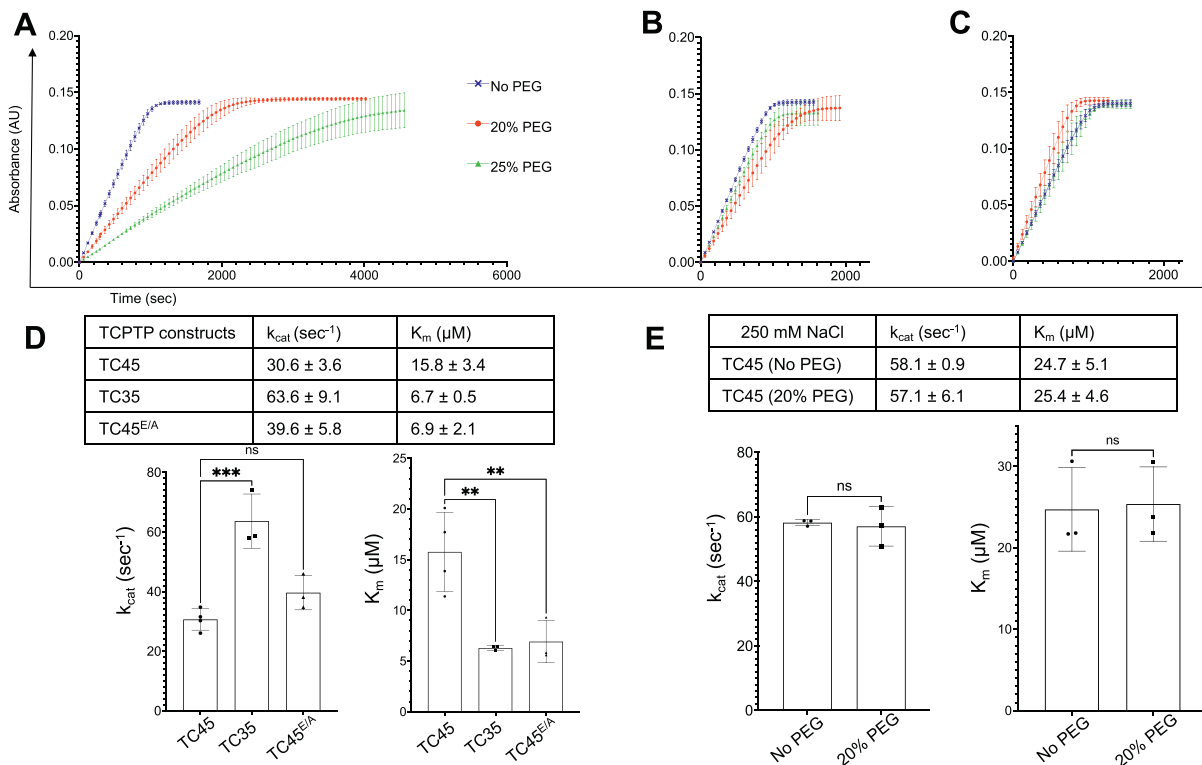 A
B
C
0.20
0.15
0.10
0.05
0.00
0
2000
4000
6000
Absorbance (AU)
Time (sec)
No PEG
20% PEG
25% PEG
0.20
0.15
0.10
0.05
0.00
0
2000
0.20
0.15
0.10
0.05
0.00
0
2000
D
TCPTP constructs kcat (sec-1) Km (µM)
TC45 30.6 ± 3.6 15.8 ± 3.4
TC35 63.6 ± 9.1 6.7 ± 0.5
TC45E/A 39.6 ± 5.8 6.9 ± 2.1
ns
***
80
60
40
20
0
kcat (sec-1)
TC45
TC35
TC45E/A
**
**
25
20
15
10
5
0
Km (µM)
TC45
TC35
TC45E/A
E
250 mM NaCl kcat (sec-1) Km (µM)
TC45 (No PEG) 58.1 ± 0.9 24.7 ± 5.1
TC45 (20% PEG) 57.1 ± 6.1 25.4 ± 4.6
ns
80
60
40
20
0
kcat (sec-1)
No PEG
20% PEG
ns
30
20
10
0
Km (µM)
No PEG
20% PEG